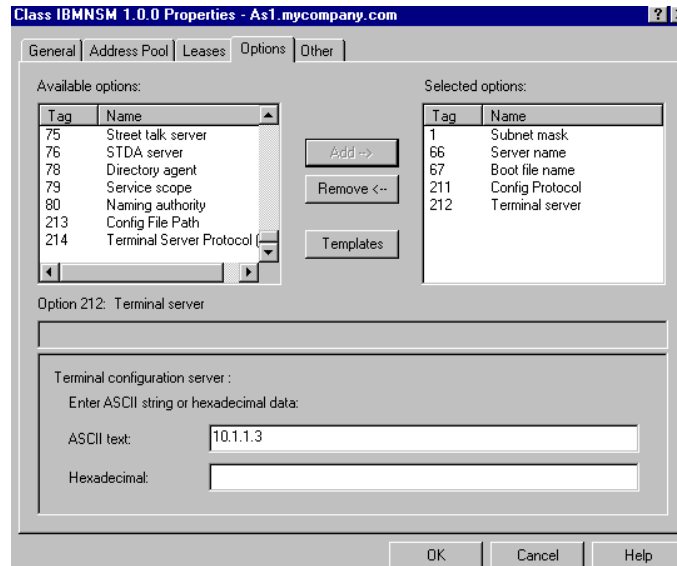 Class IBMNSM 1.0.0 Properties - As1.mycompany.com
General Address Pool Leases Options Other
Available options:
Tag Name
75 Street talk server
76 STDA server
78 Directory agent
79 Service scope
80 Naming authority
213 Config File Path
214 Terminal Server Protocol (
Add -->
Remove <--
Templates
Selected options:
Tag Name
1 Subnet mask
66 Server name
67 Boot file name
211 Config Protocol
212 Terminal server
Option 212: Terminal server
Terminal configuration server :
Enter ASCII string or hexadecimal data:
ASCII text: 10.1.1.3
Hexadecimal:
OK Cancel Help